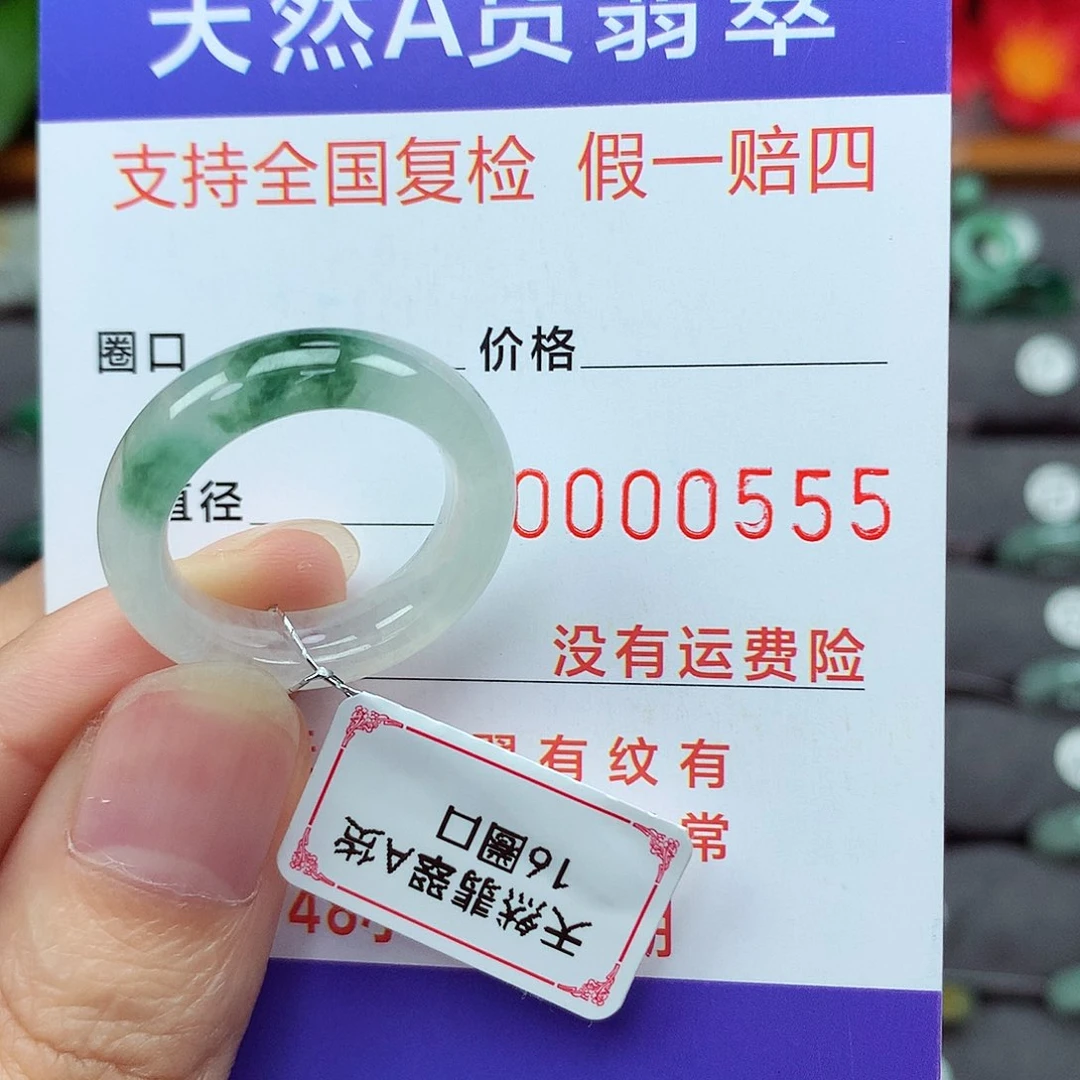 天然A货翡翠
支持全国复检 假一赔四
圈口 价格
直径 0000555
没有运费险
有纹有
常
天然翡翠A货
16圈口